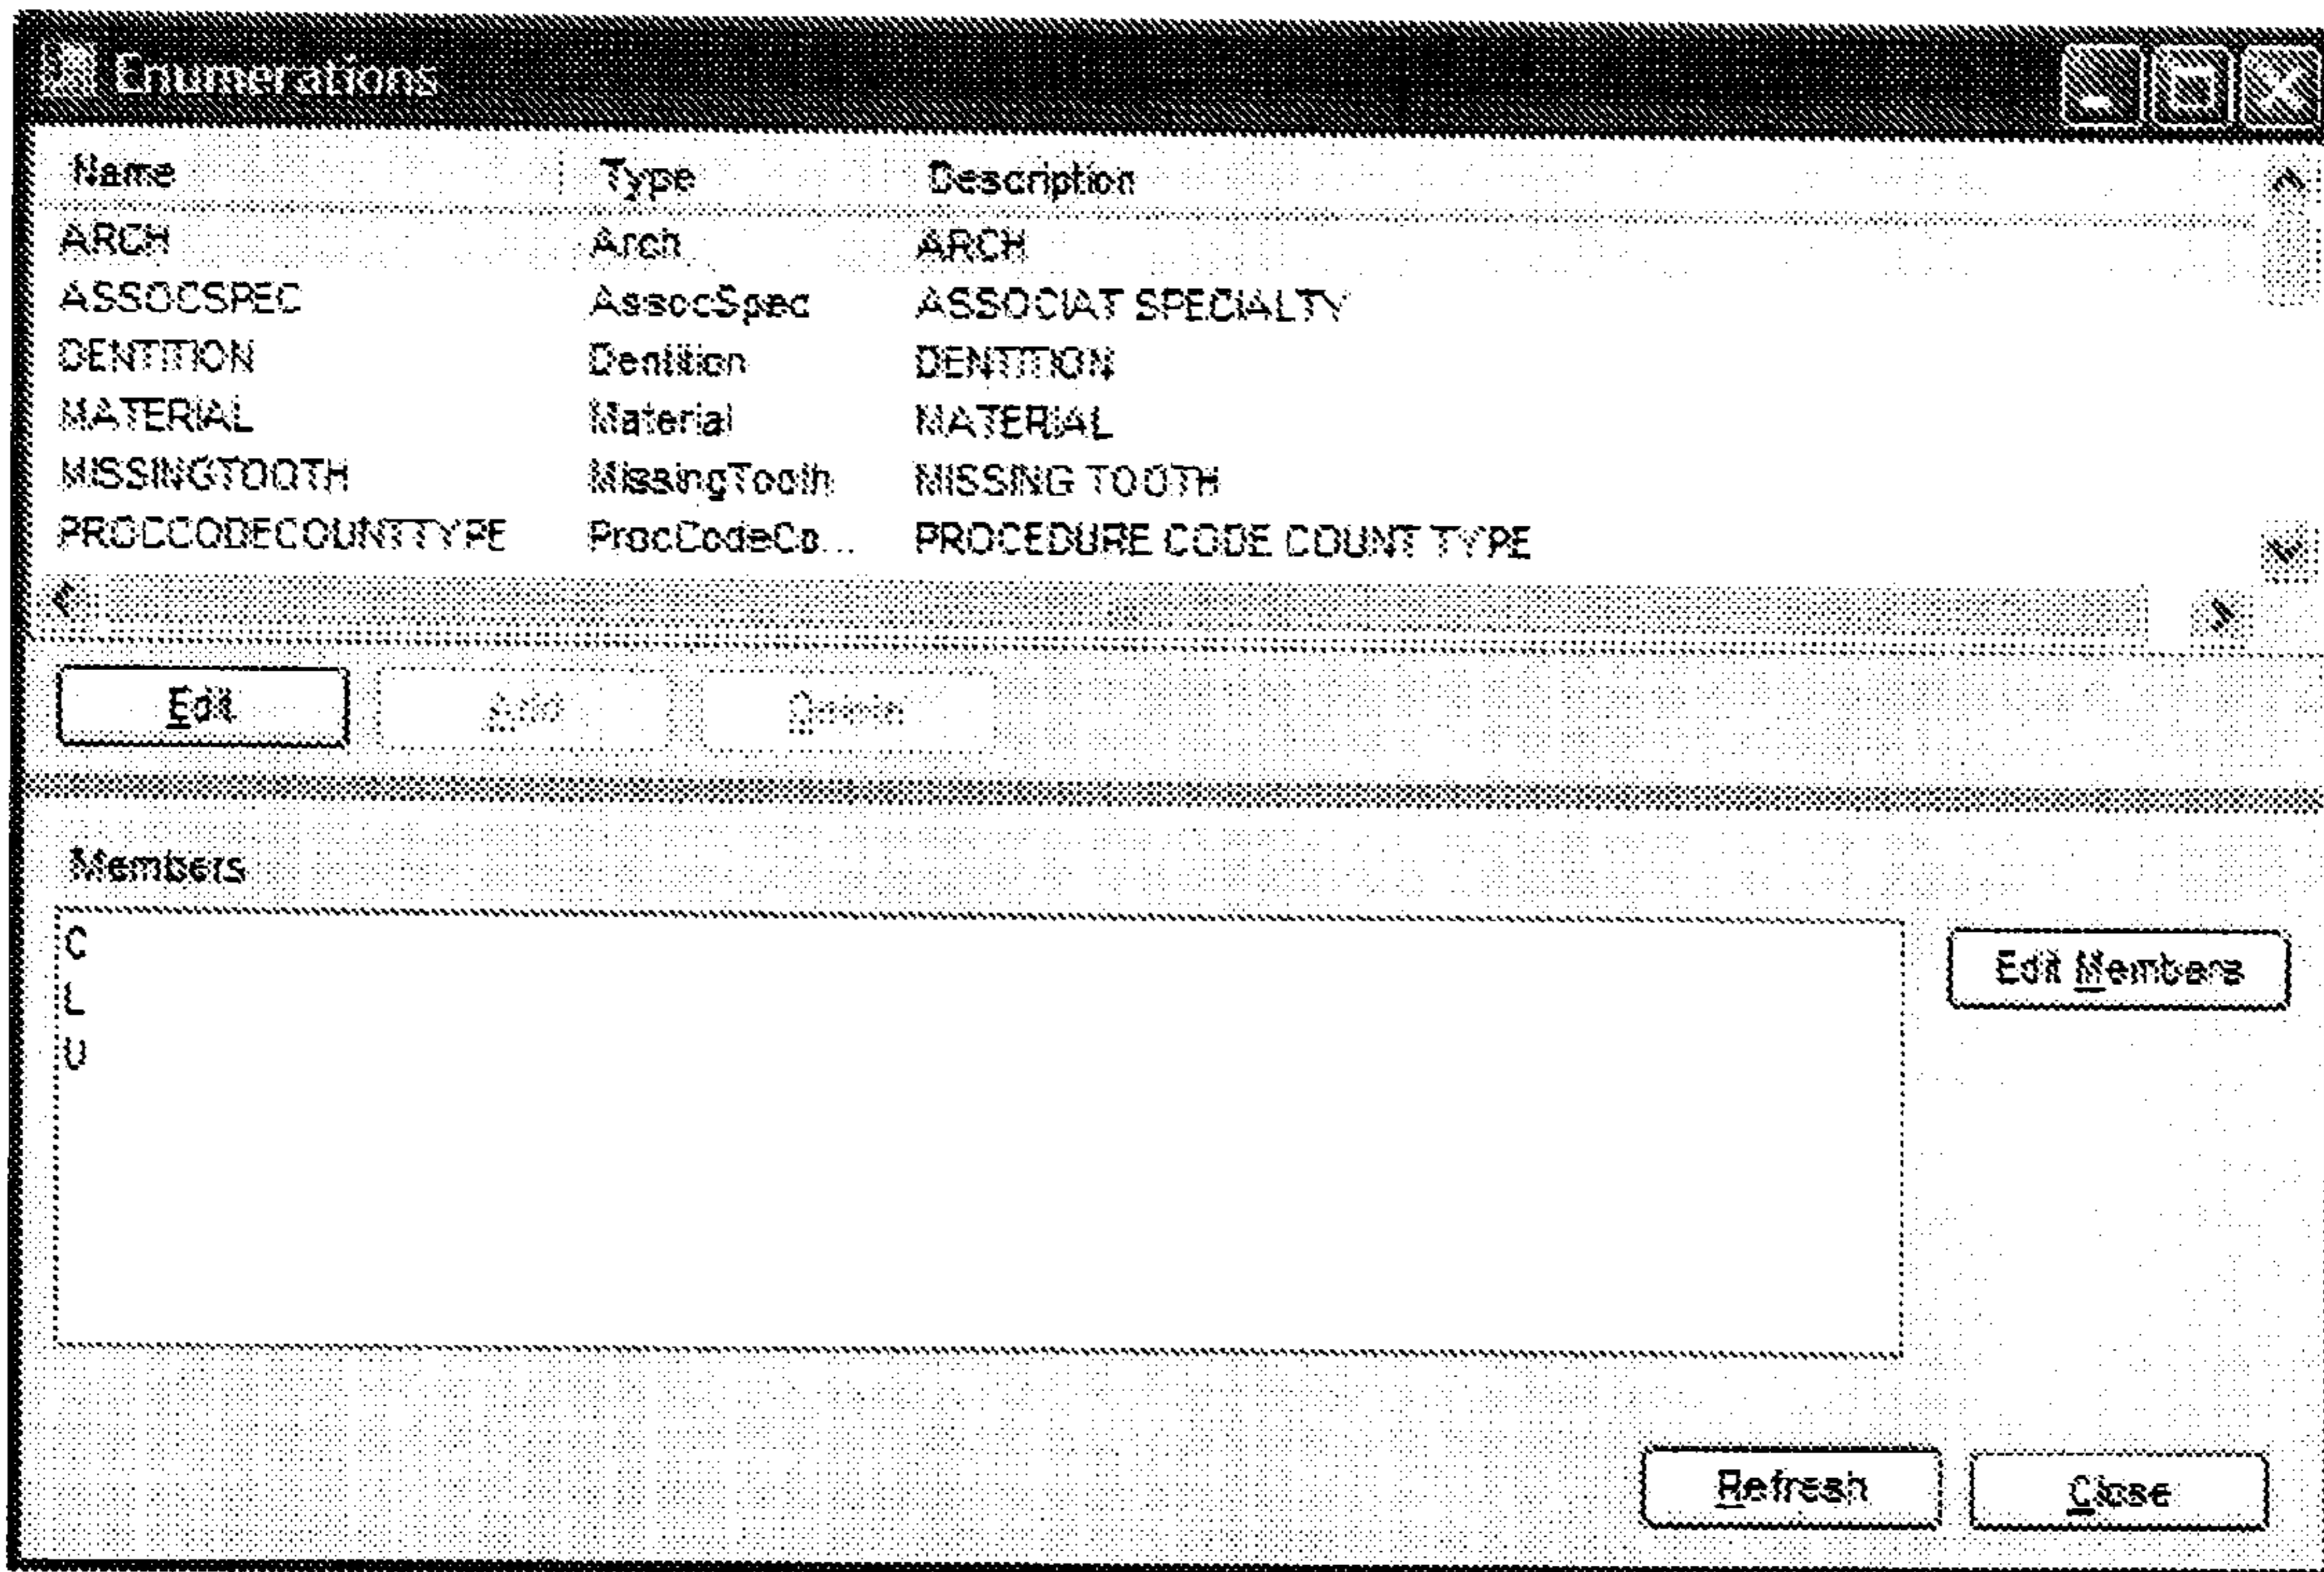 Enumerations
Name Type Description
ARCH Arch ARCH
ASSOCSPEC AssocSpec ASSOCIAT SPECIALTY
DENTITION Dentition DENTITION
MATERIAL Material MATERIAL
MISSINGTOOTH MissingTooth MISSING TOOTH
PROCCODECOUNTTYPE ProcCodeCo... PROCEDURE CODE COUNT TYPE
Edit Add Delete
Members
C
L
U
Edit Members
Refresh Close